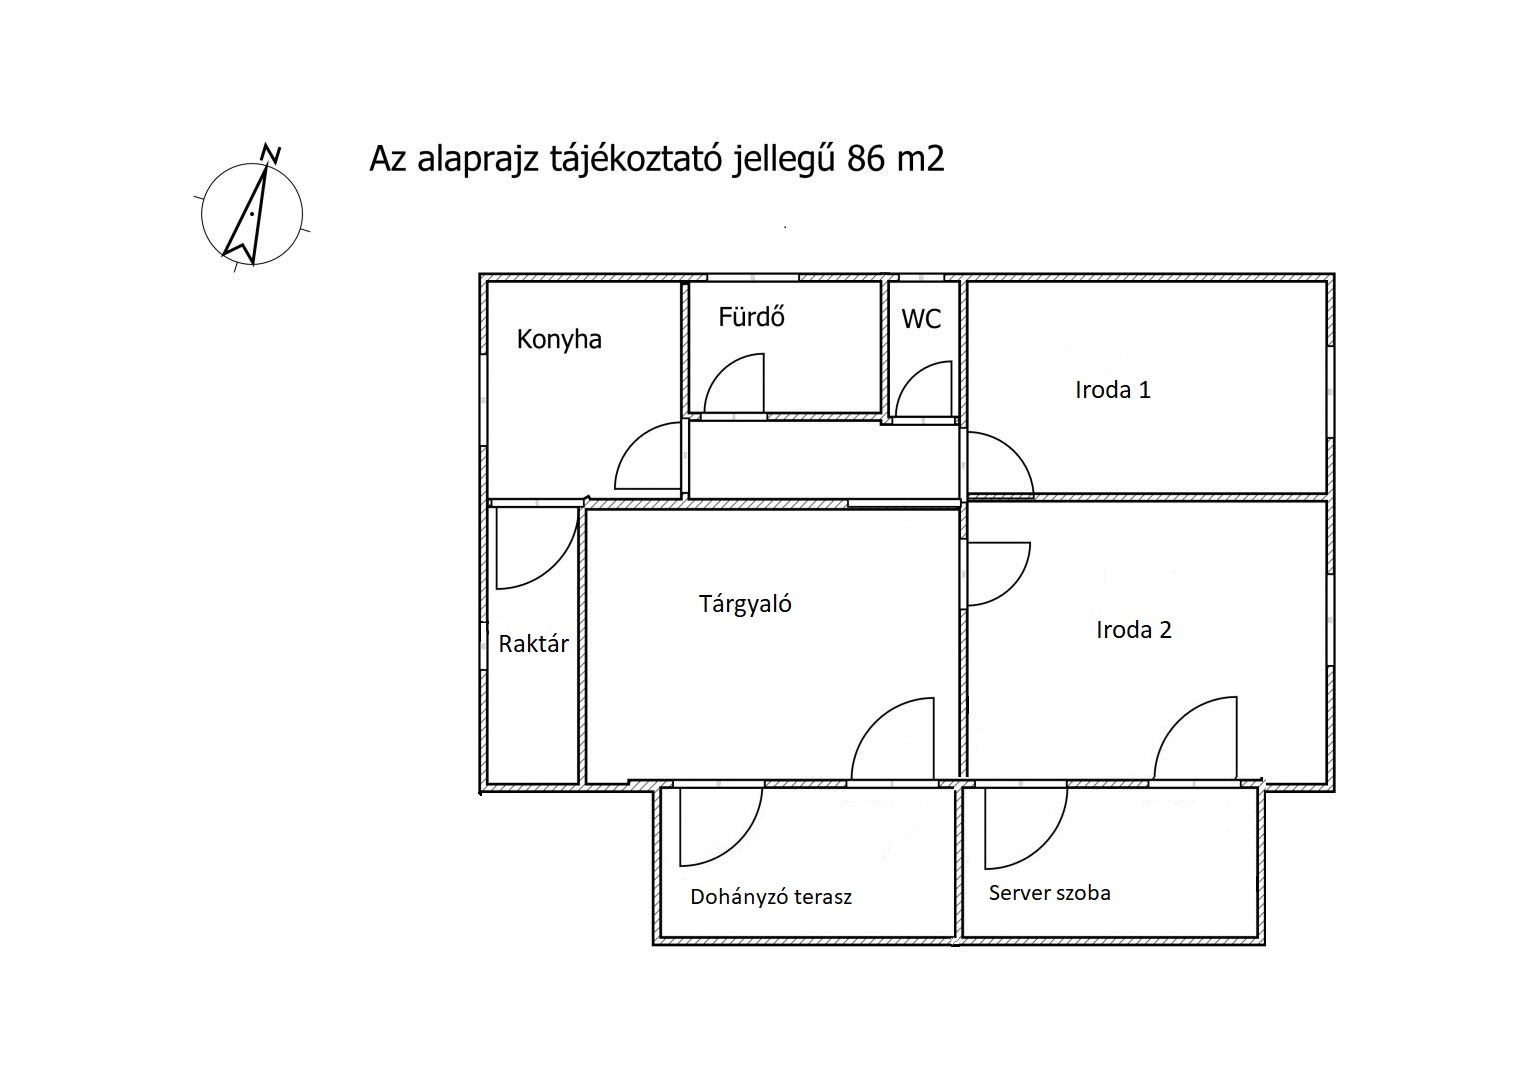 N
Az alaprajz tájékoztató jellegű 86 m2
Konyha
Fürdő
WC
Iroda 1
Tárgyaló
Iroda 2
Raktár
Dohányzó terasz
Server szoba